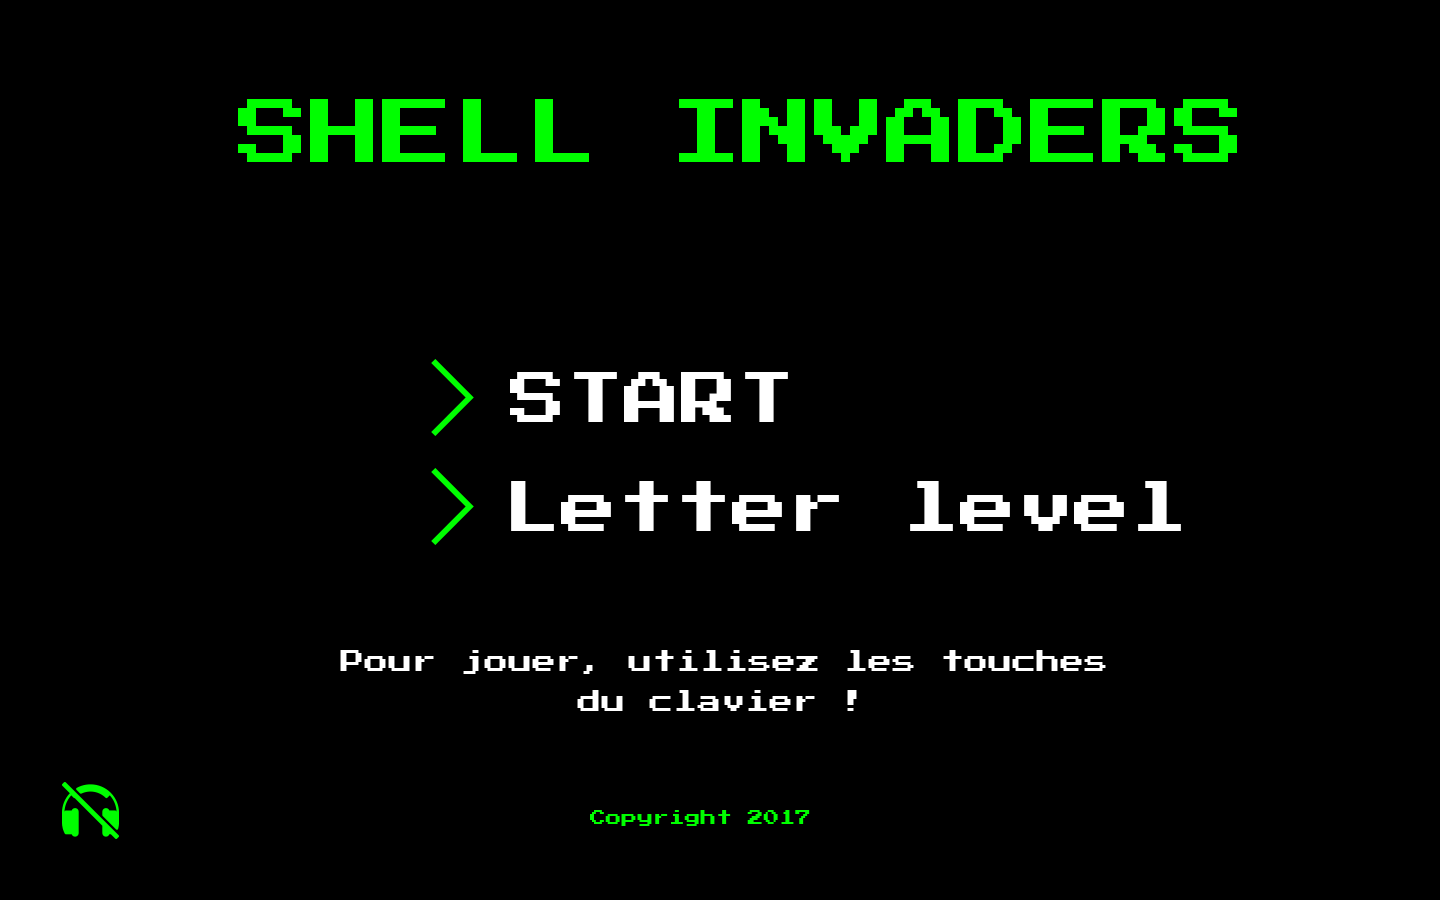 SHELL INVADERS
START
Letter level
Pour jouer, utilisez les touches
du clavier !
Copyright 2017